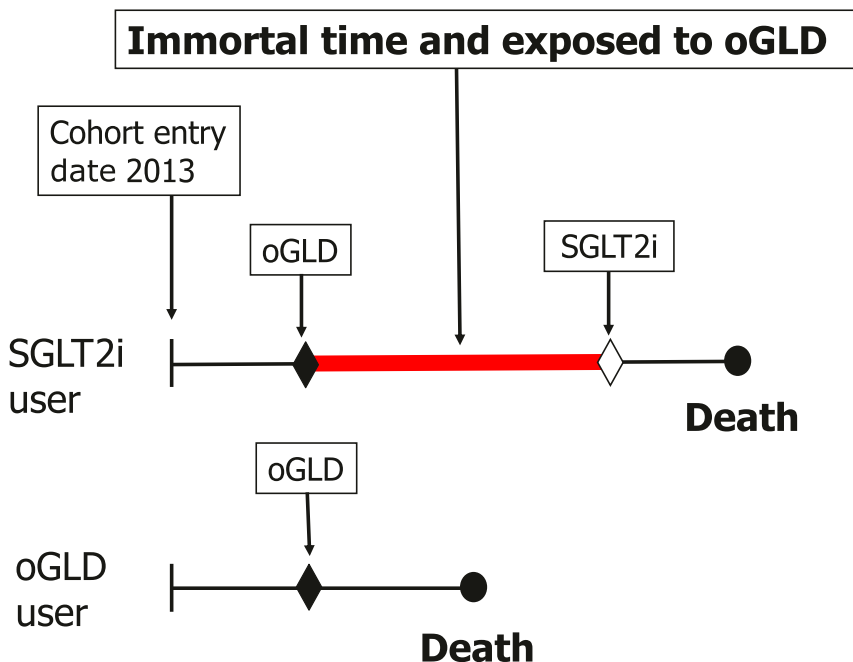 Immortal time and exposed to oGLD
Cohort entry
date 2013
oGLD
SGLT2i
SGLT2i
user
Death
oGLD
oGLD
user
Death